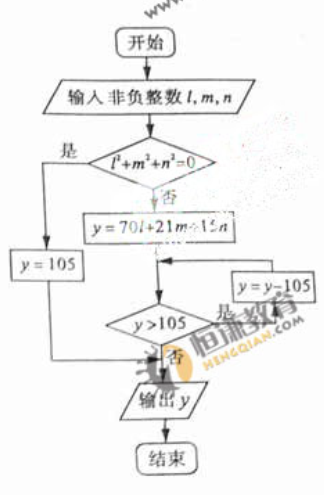 www.
开始
输入非负整数 l, m, n
l²+m²+n²=0
是
否
y=70l+21m+15n
y=105
y=y-105
y>105
是
否
恒谦教育
HENGQIAN.COM
输出 y
结束